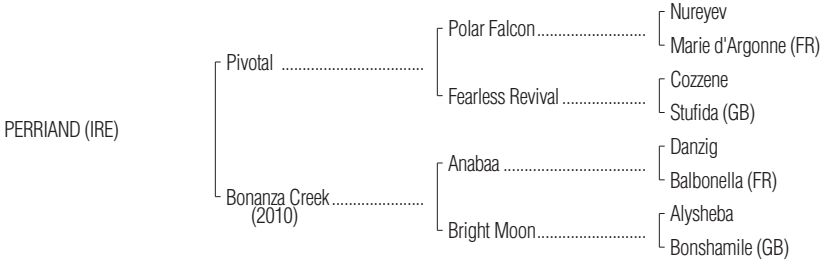 Nureyev
Polar Falcon........................
Marie d'Argonne (FR)
Pivotal ..................................
Cozzene
Fearless Revival ....................
Stufida (GB)
PERRIAND (IRE)
Danzig
Anabaa ..................................
Balbonella (FR)
Bonanza Creek......................
(2010)
Alysheba
Bright Moon..........................
Bonshamile (GB)